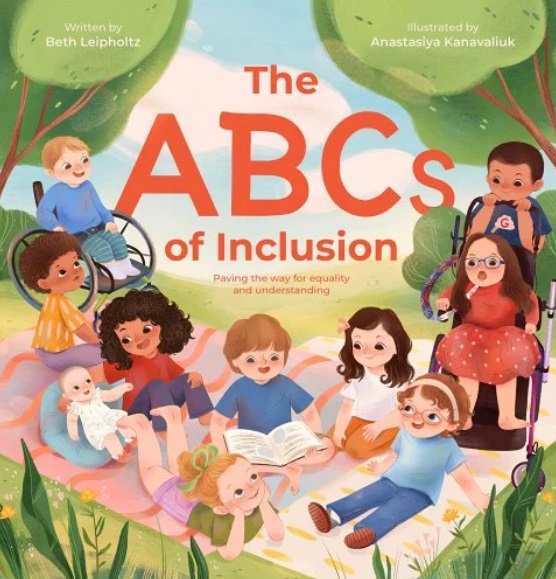 Written by
Beth Leipholtz
Illustrated by
Anastasiya Kanavaliuk
The
ABCs
of Inclusion
Paving the way for equality
and understanding
G